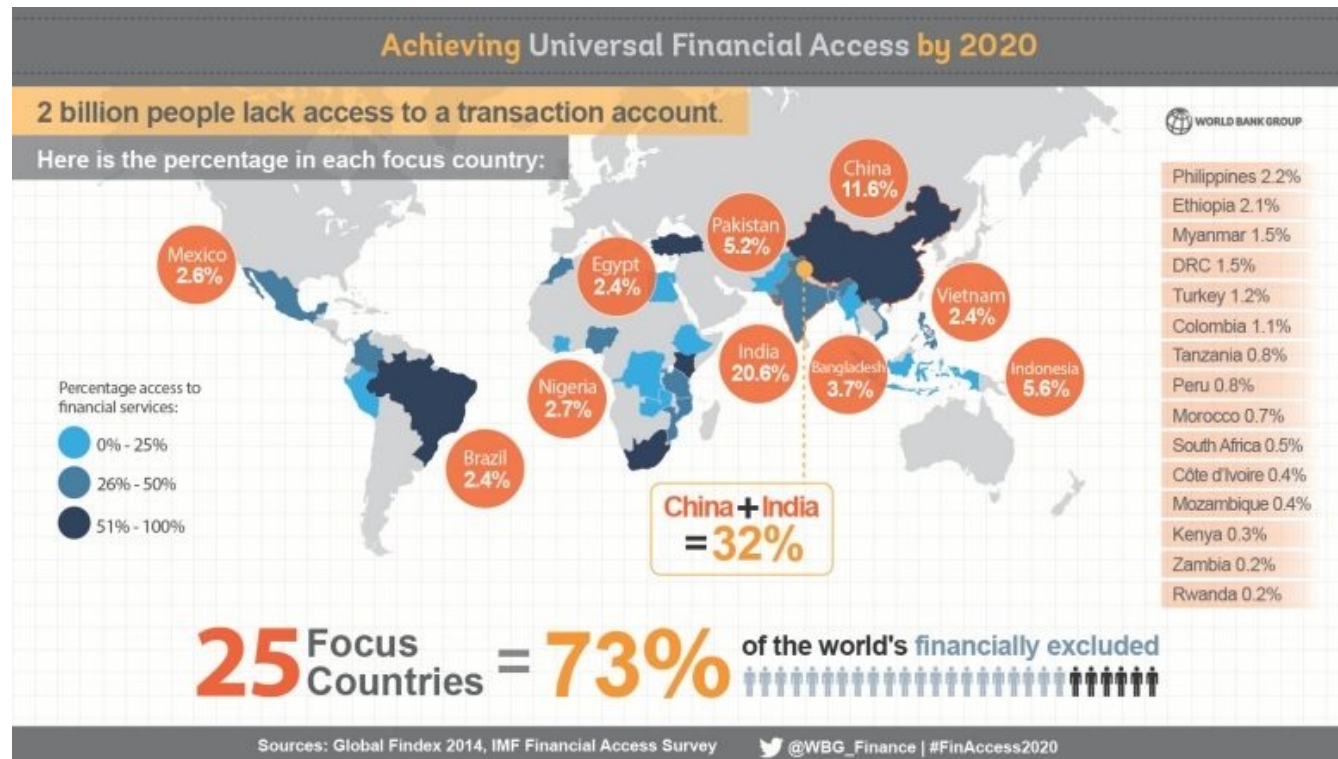 Achieving Universal Financial Access by 2020
2 billion people lack access to a transaction account.
Here is the percentage in each focus country:
WORLD BANK GROUP
China
11.6%
Pakistan
5.2%
Mexico
2.6%
Egypt
2.4%
Vietnam
2.4%
India
20.6%
Bangladesh
3.7%
Indonesia
5.6%
Nigeria
2.7%
Brazil
2.4%
Percentage access to
financial services:
0% - 25%
26% - 50%
51% - 100%
China+India
=32%
Philippines 2.2%
Ethiopia 2.1%
Myanmar 1.5%
DRC 1.5%
Turkey 1.2%
Colombia 1.1%
Tanzania 0.8%
Peru 0.8%
Morocco 0.7%
South Africa 0.5%
Côte d'Ivoire 0.4%
Mozambique 0.4%
Kenya 0.3%
Zambia 0.2%
Rwanda 0.2%
25 Focus Countries = 73% of the world's financially excluded
Sources: Global Findex 2014, IMF Financial Access Survey @WBG_Finance | #FinAccess2020